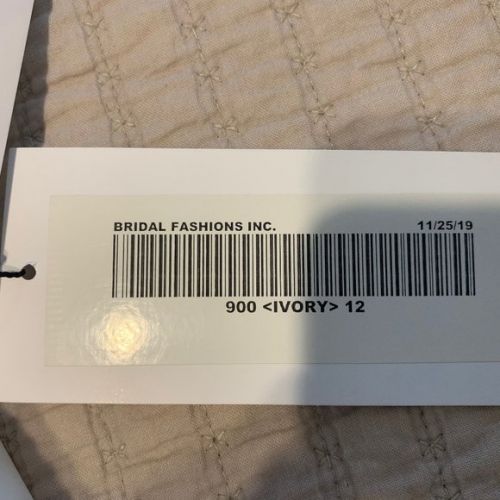 BRIDAL FASHIONS INC. 11/25/19
900 <IVORY> 12